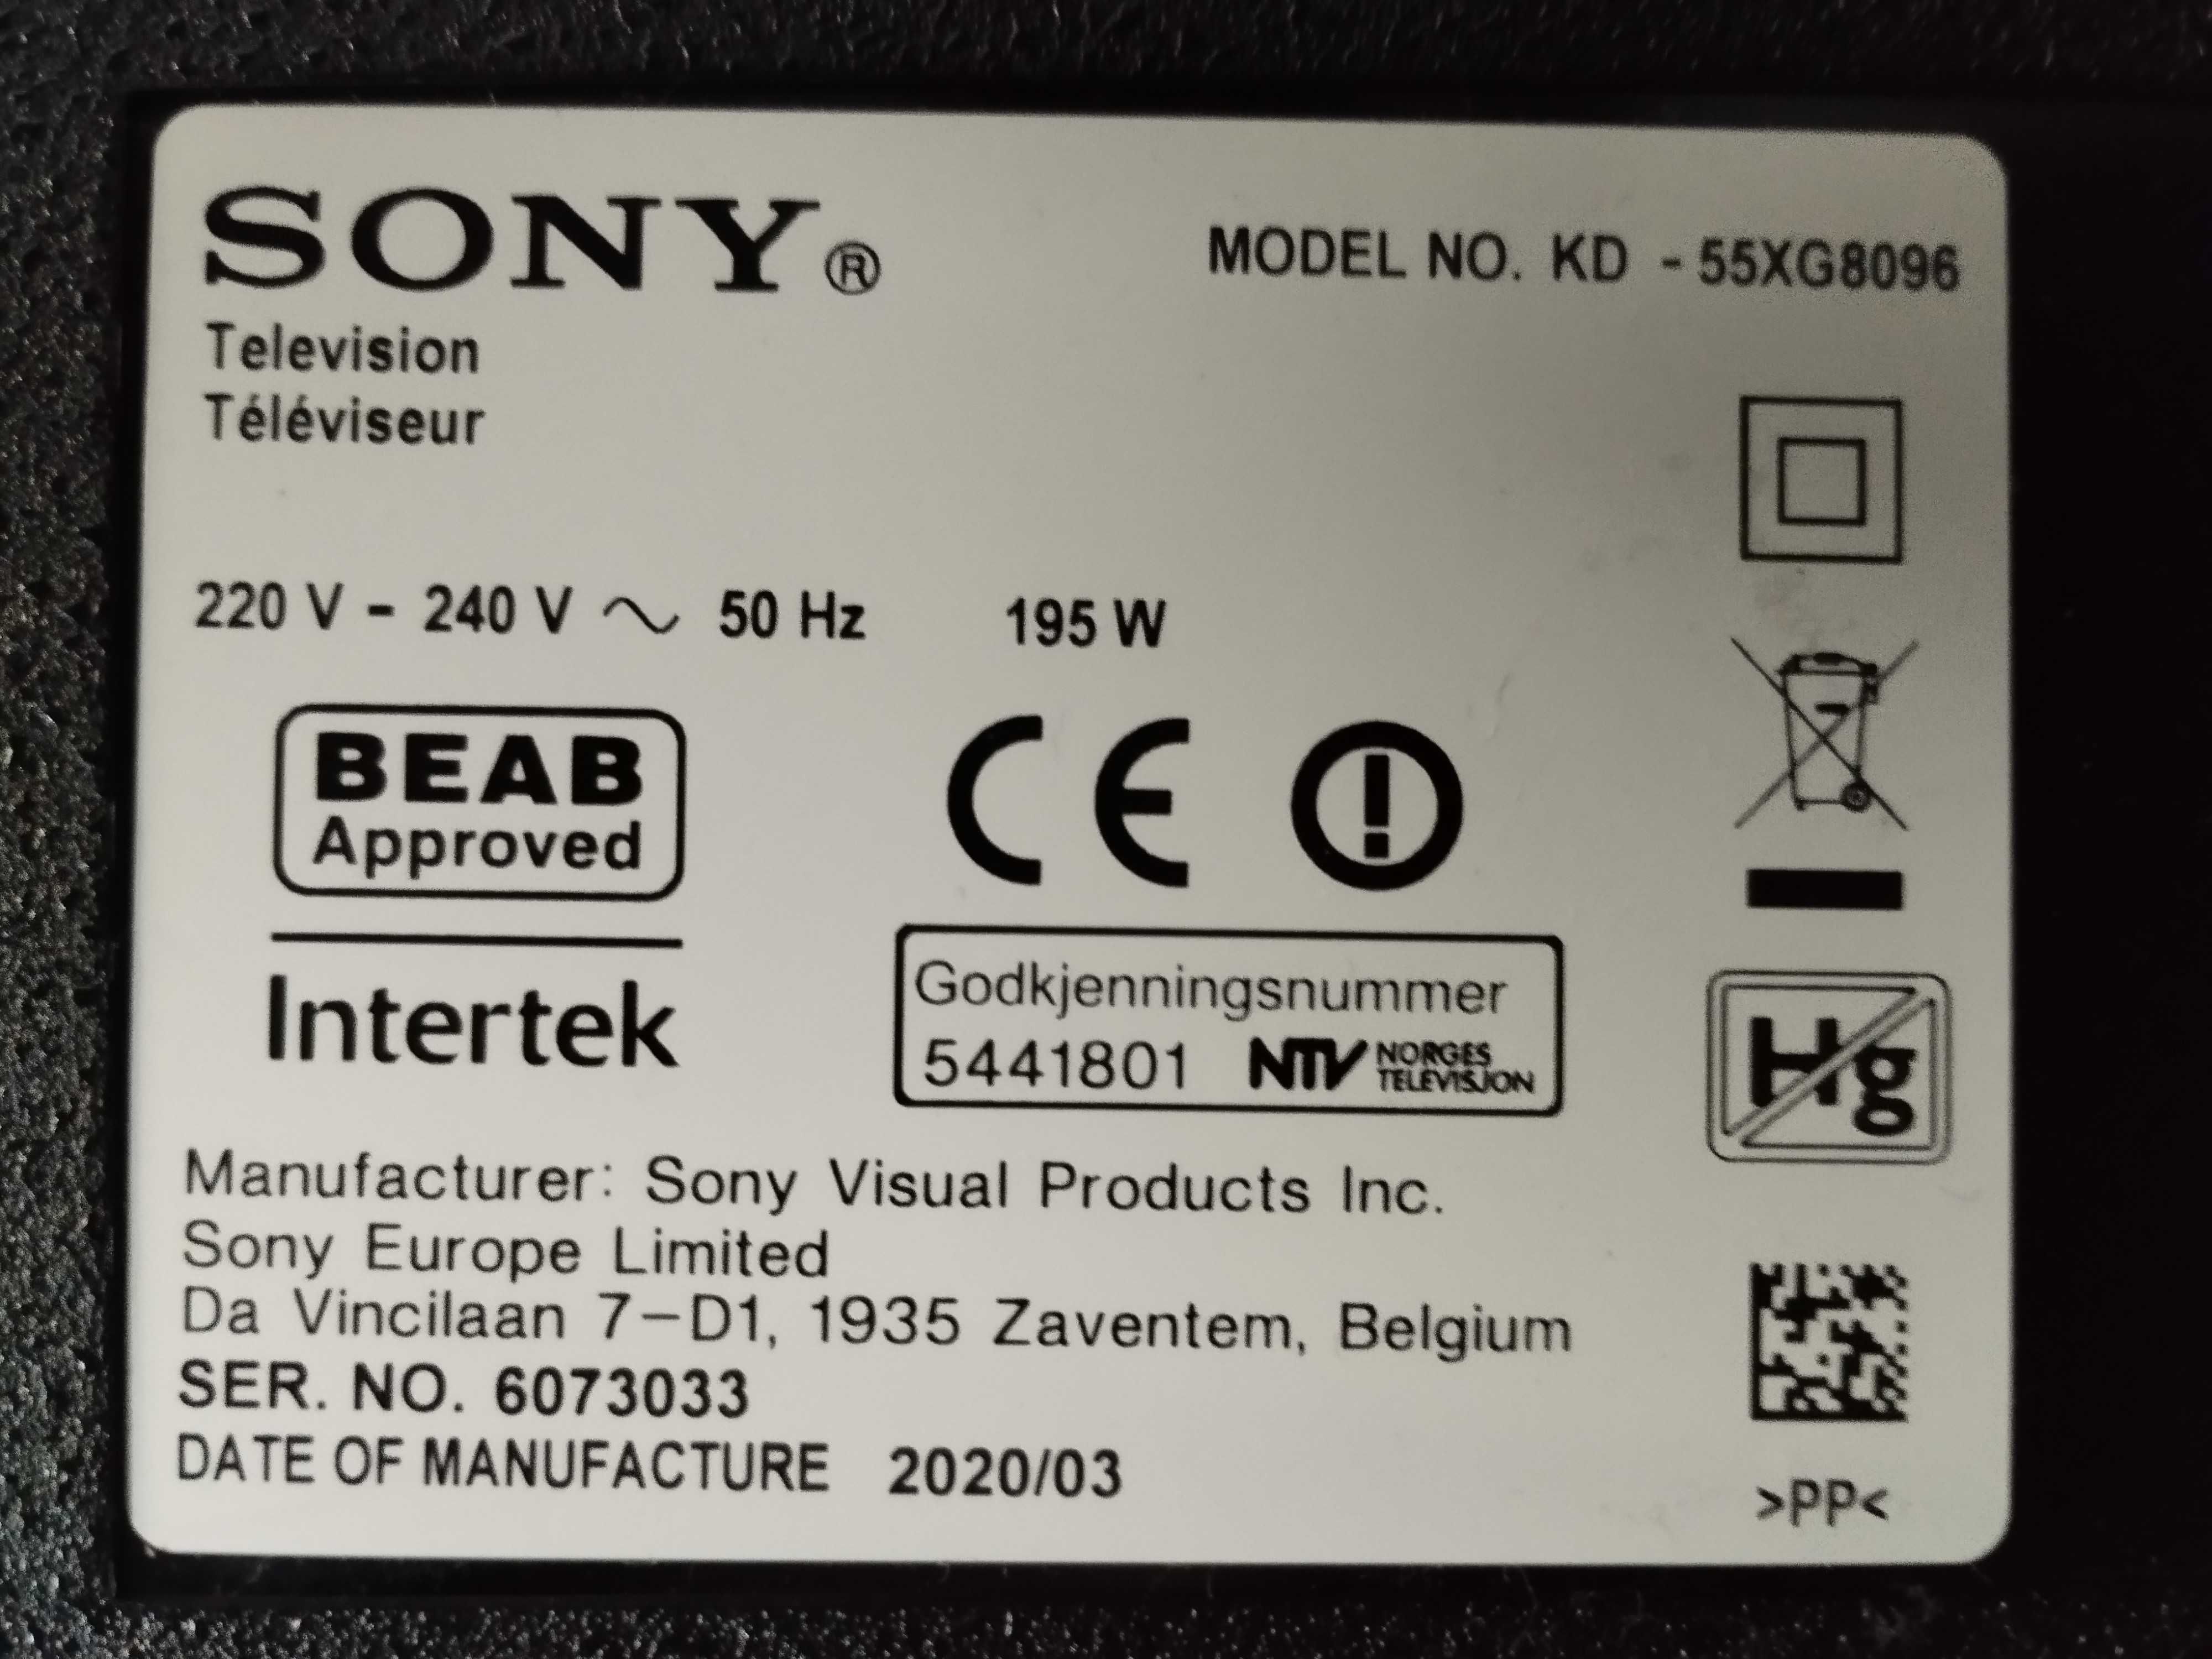 SONY®
MODEL NO. KD - 55XG8096
Television
Téléviseur
220 V - 240 V ~ 50 Hz 195 W
BEAB
Approved
CE
Intertek
Godkjenningsnummer
5441801 NTV NORGES
TELEVISJON
Hg
Manufacturer: Sony Visual Products Inc.
Sony Europe Limited
Da Vincilaan 7-D1, 1935 Zaventem, Belgium
SER. NO. 6073033
DATE OF MANUFACTURE 2020/03
>PP<